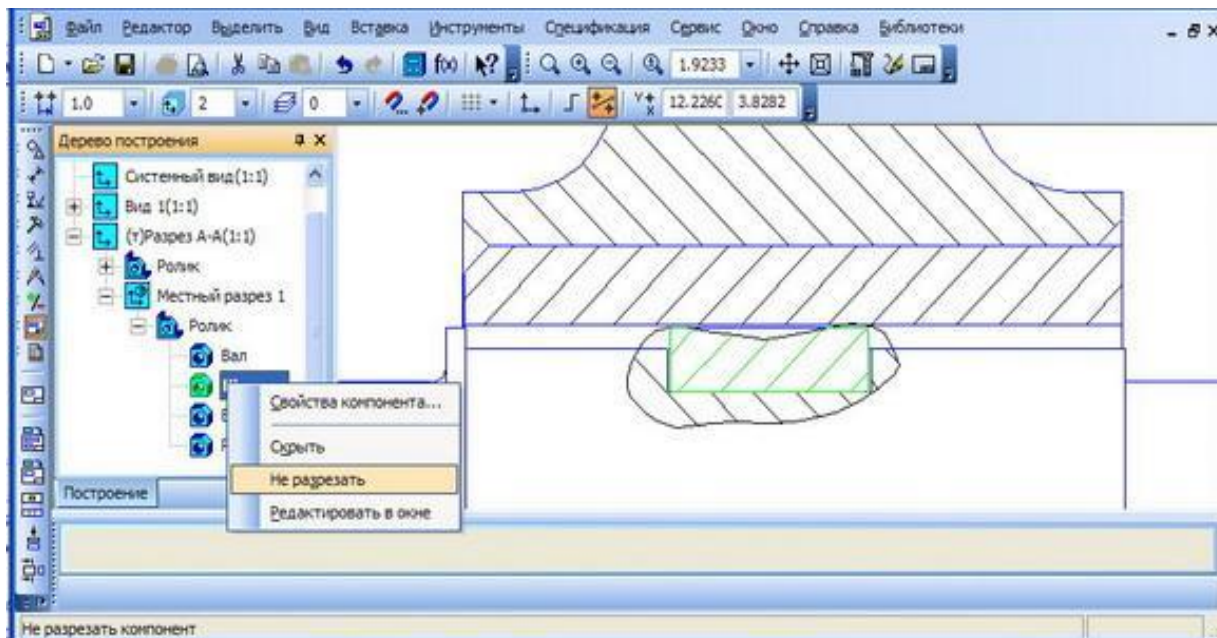 Файл Редактор Выделить Вид Вставка Инструменты Спецификация Сервис Окно Справка Библиотеки
f(x) 1.9233
1.0 2 0 12.2260 3.8282
Дерево построения
Системный вид(1:1)
Вид 1(1:1)
(т)Разрез А-А(1:1)
Ролик
Местный разрез 1
Ролик
Вал
Свойства компонента...
Скрыть
Не разрезать
Редактировать в окне
Построение
Не разрезать компонент